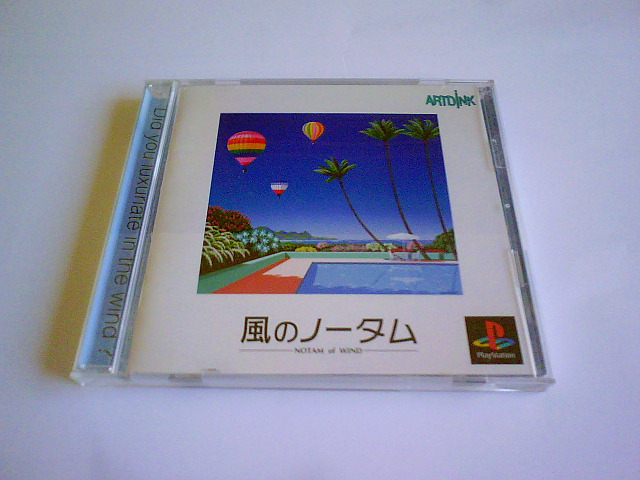 ARTDINK
Do you luxuriate in the wind?
風のノータム
NOTAM of WIND
PlayStation